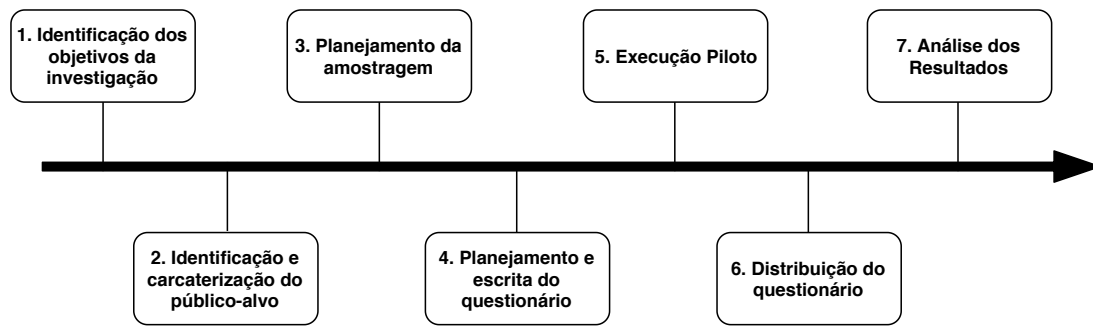 1. Identificação dos
objetivos da
investigação
2. Identificação e
carcaterização do
público-alvo
3. Planejamento da
amostragem
4. Planejamento e
escrita do
questionário
5. Execução Piloto
6. Distribuição do
questionário
7. Análise dos
Resultados